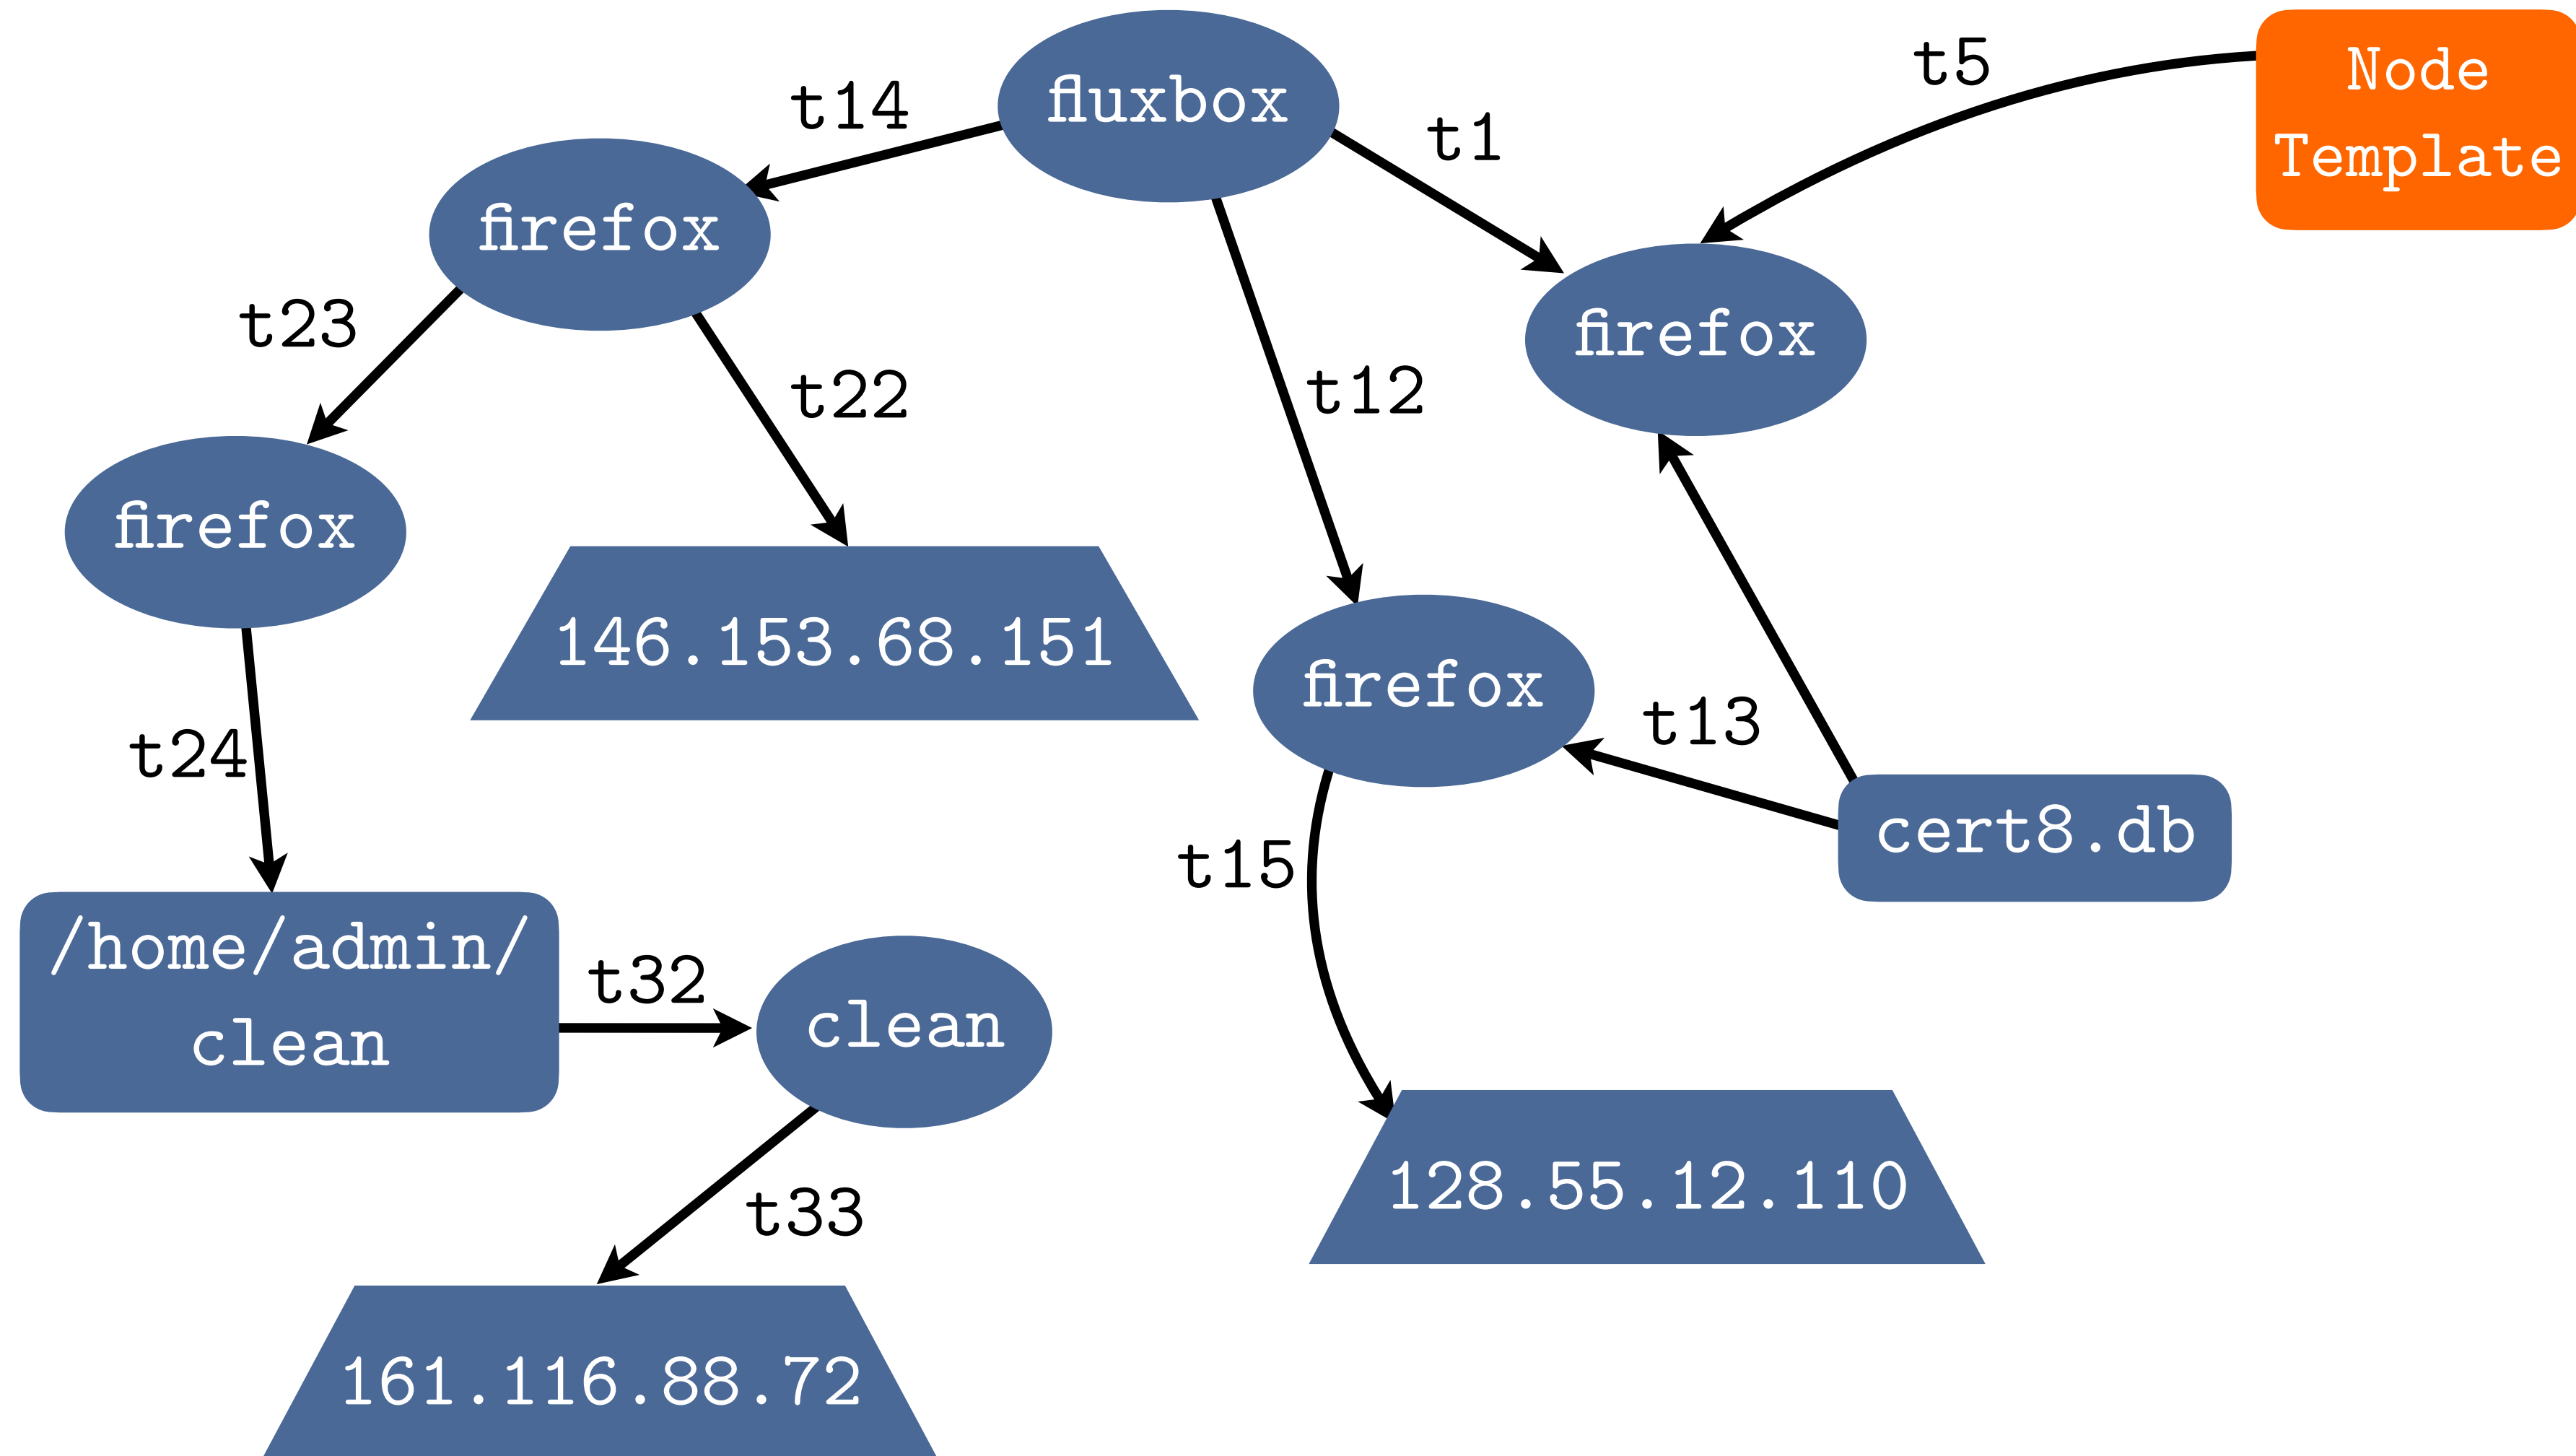 fluxbox
t14
t1
t5
Node
Template
firefox
firefox
t23
t22
t12
firefox
146.153.68.151
firefox
t13
t24
t15
cert8.db
/home/admin/
clean
t32
clean
t33
128.55.12.110
161.116.88.72